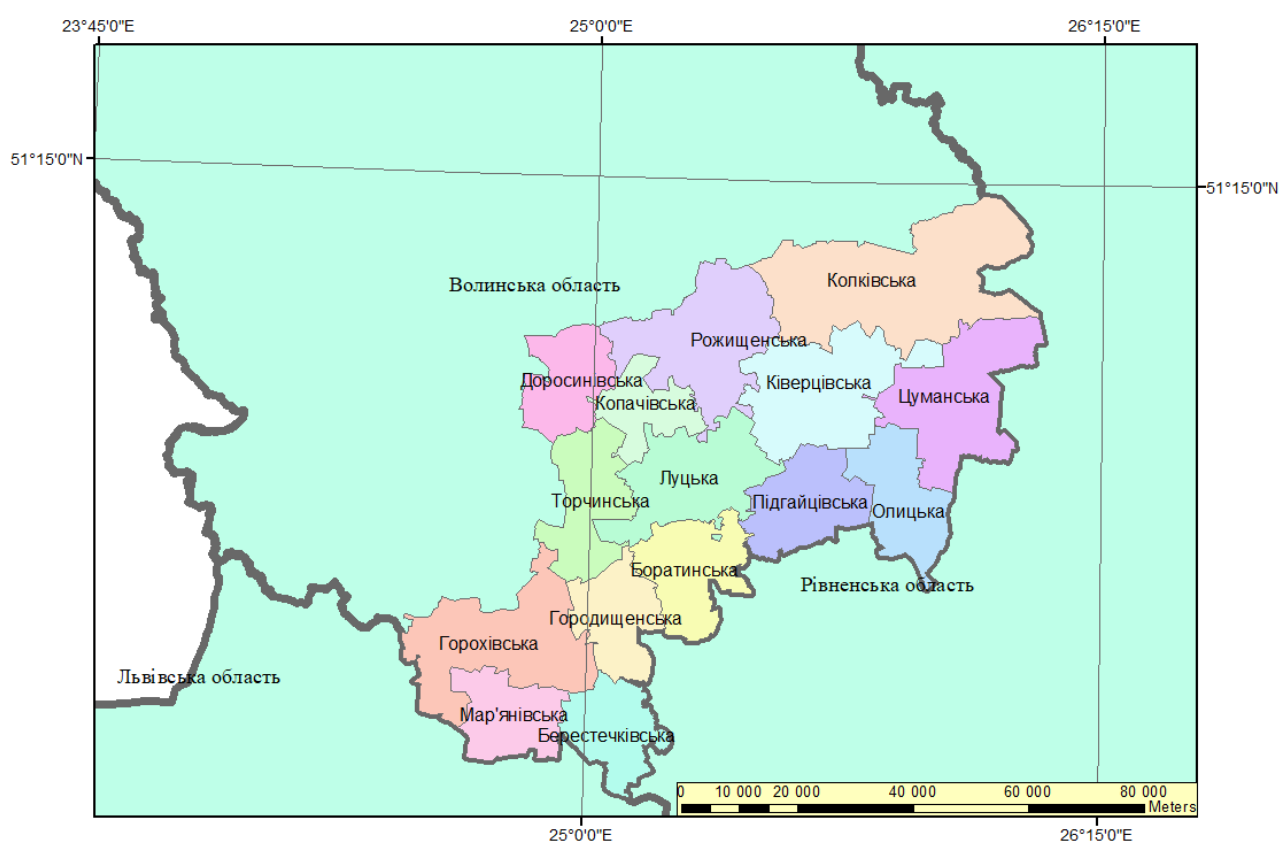 23°45'0"E 25°0'0"E 26°15'0"E
51°15'0"N
51°15'0"N
Колківська
Волинська область
Рожищенська
Доросинівська
Ківерцівська
Копачівська
Цуманська
Луцька
Торчинська
Підгайцівська
Олицька
Боратинська
Рівненська область
Городищенська
Горохівська
Львівська область
Мар'янівська
Берестечківська
0 10 000 20 000 40 000 60 000 80 000
Meters
25°0'0"E 26°15'0"E